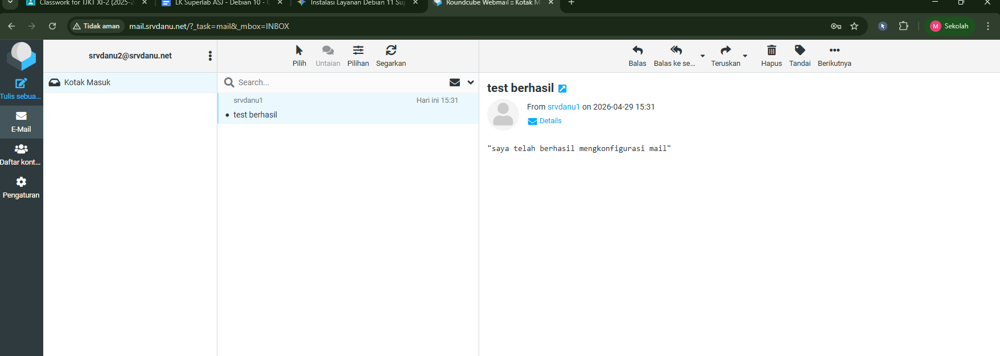 Classwork for TJKT XI-2 (2025-2
LK Superlab ASJ - Debian 10 - G
Instalasi Layanan Debian 11 Sup
Roundcube Webmail :: Kotak M
Tidak aman
mail.srvdanu.net/?_task=mail&_mbox=INBOX
M
Sekolah
srvdanu2@srvdanu.net
Pilih
Untaian
Pilihan
Segarkan
Balas
Balas ke se...
Teruskan
Hapus
Tandai
Berikutnya
Tulis sebua...
E-Mail
Daftar kont...
Pengaturan
Kotak Masuk
Search...
srvdanu1
Hari ini 15:31
test berhasil
test berhasil
From srvdanu1 on 2026-04-29 15:31
Details
"saya telah berhasil mengkonfigurasi mail"